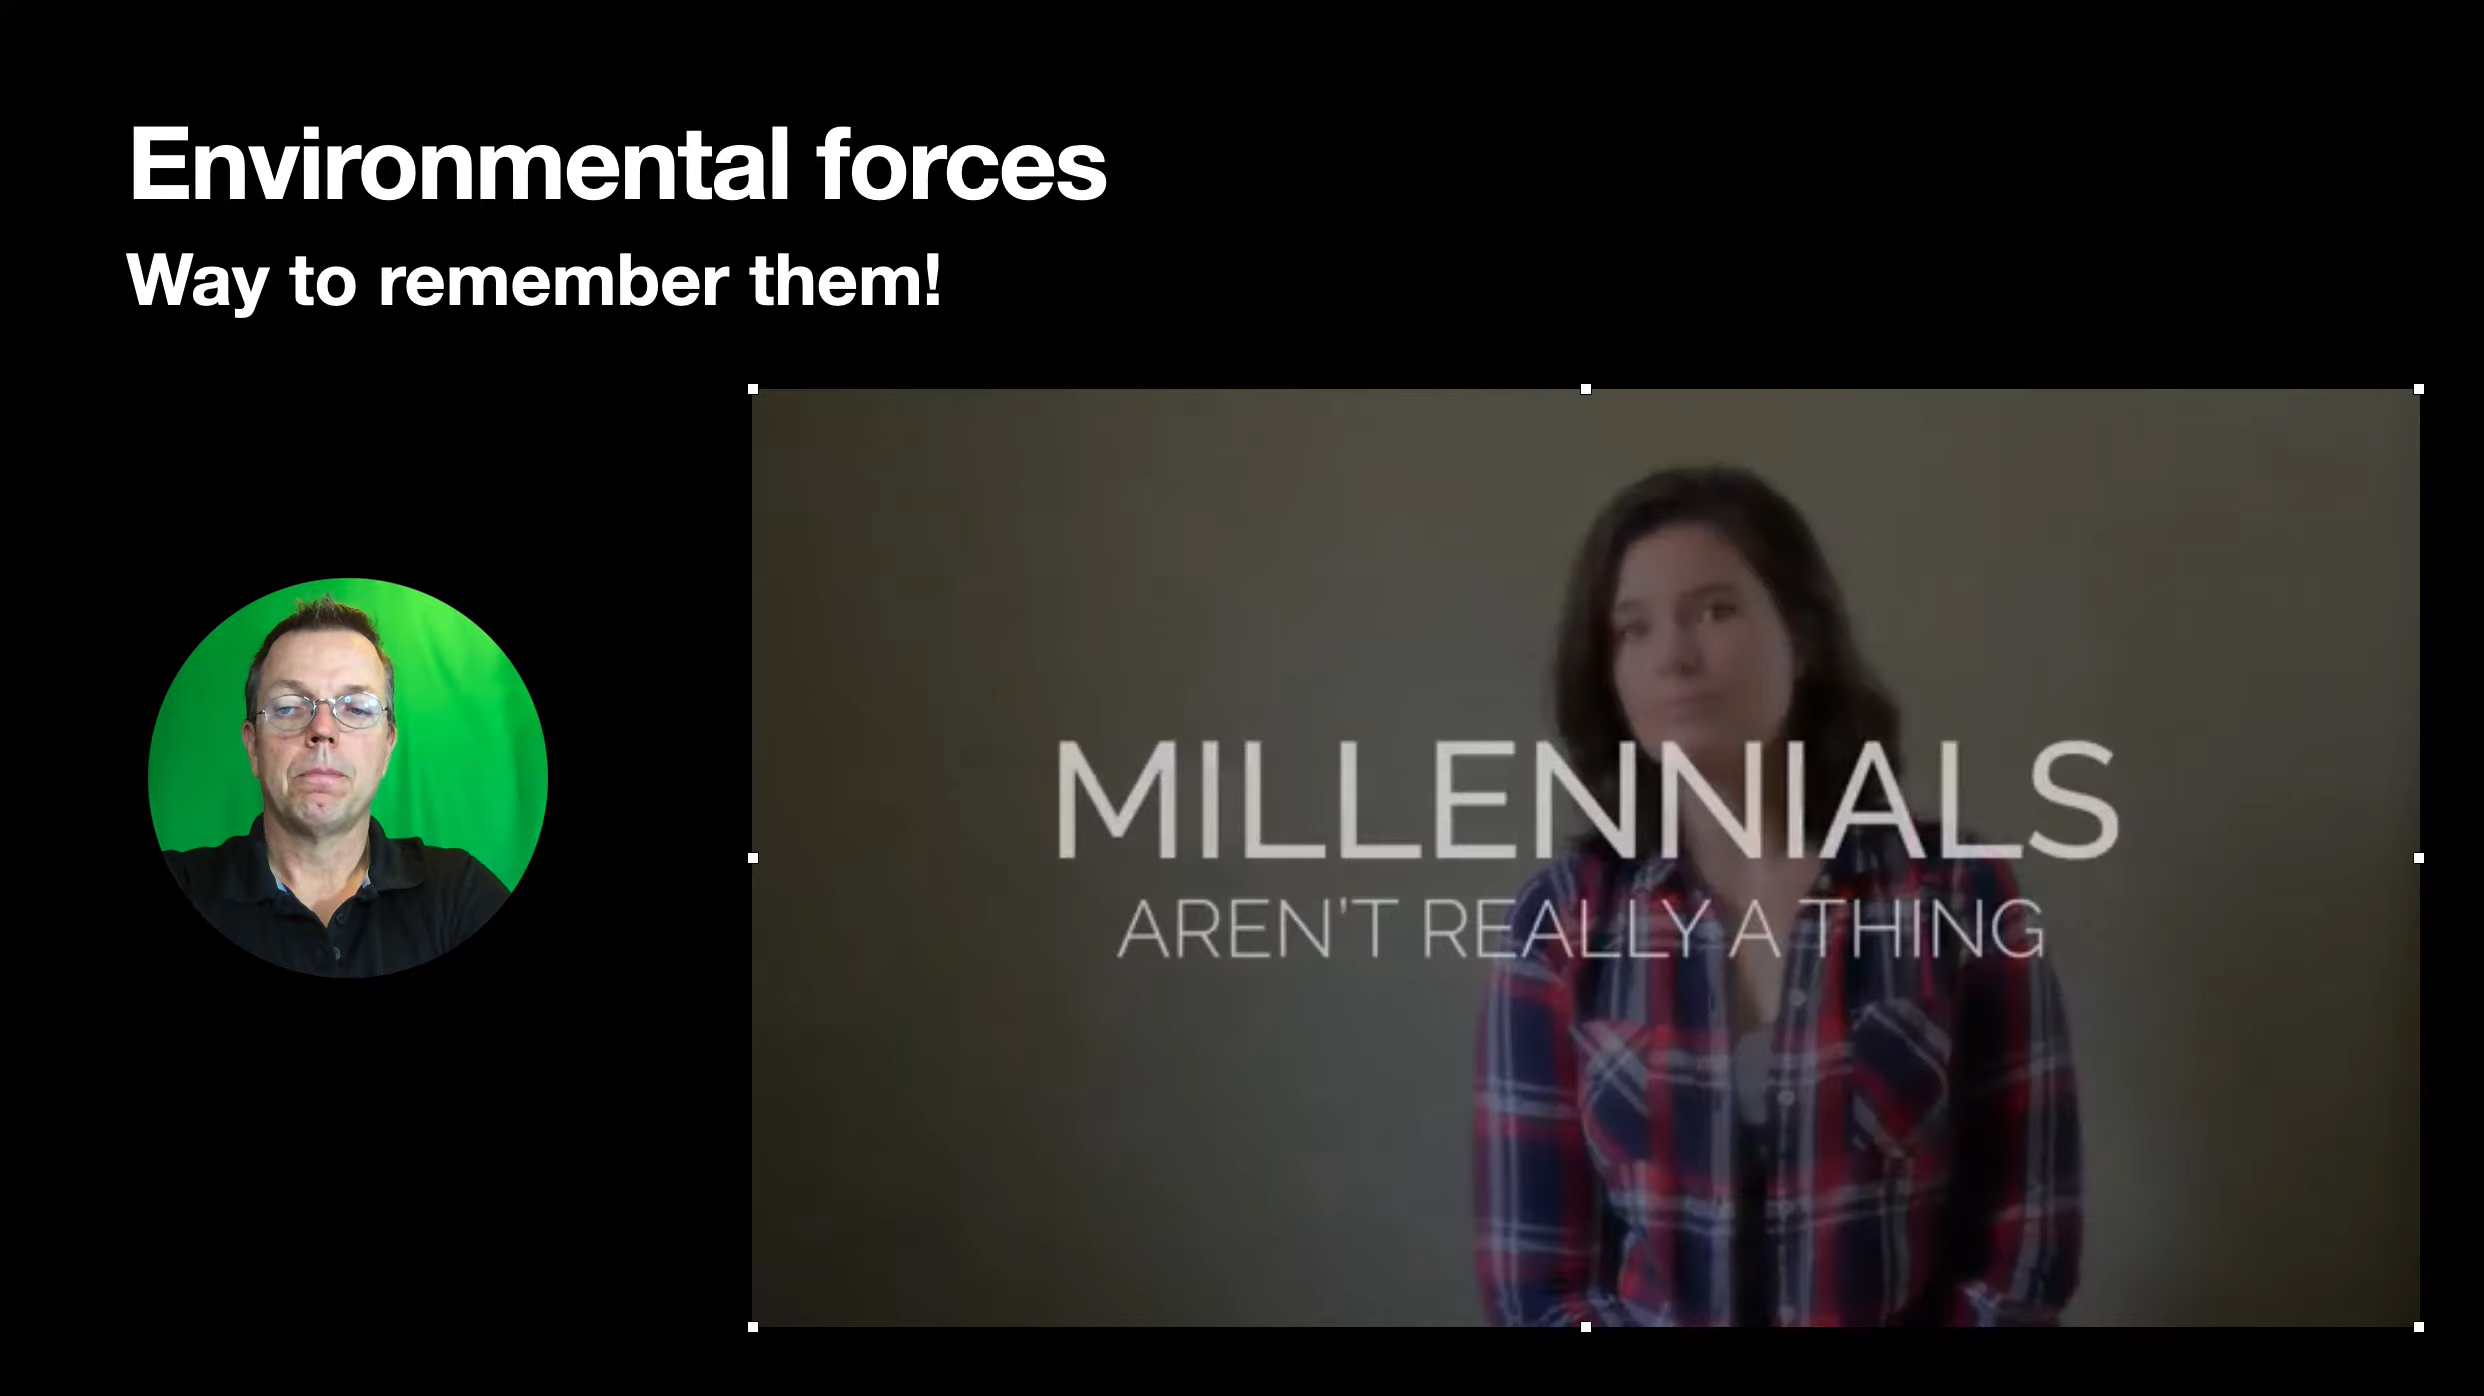 Environmental forces
Way to remember them!
MILLENNIALS
AREN'T REALLY A THING